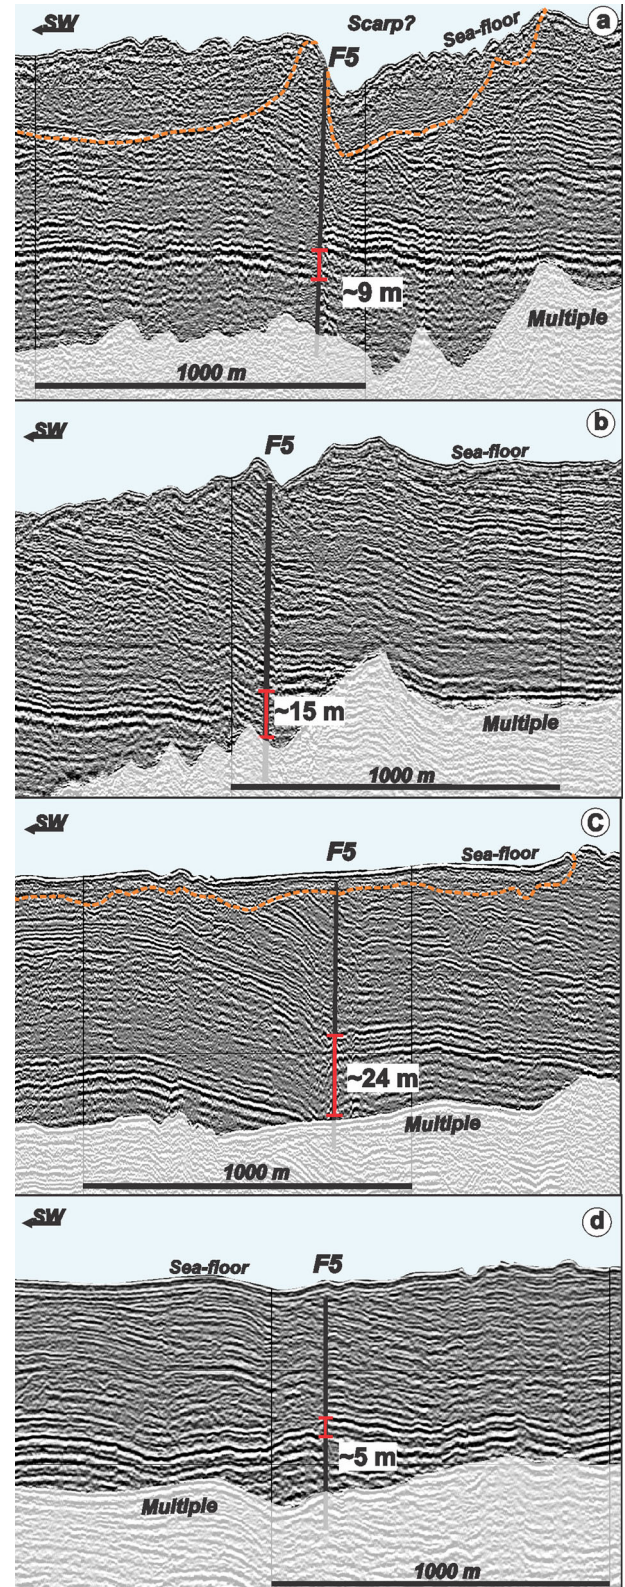 SW
Scarp?
Sea-floor
a
F5
~9 m
Multiple
1000 m
SW
b
F5
Sea-floor
~15 m
Multiple
1000 m
SW
c
F5
Sea-floor
~24 m
Multiple
1000 m
SW
d
Sea-floor
F5
~5 m
Multiple
1000 m